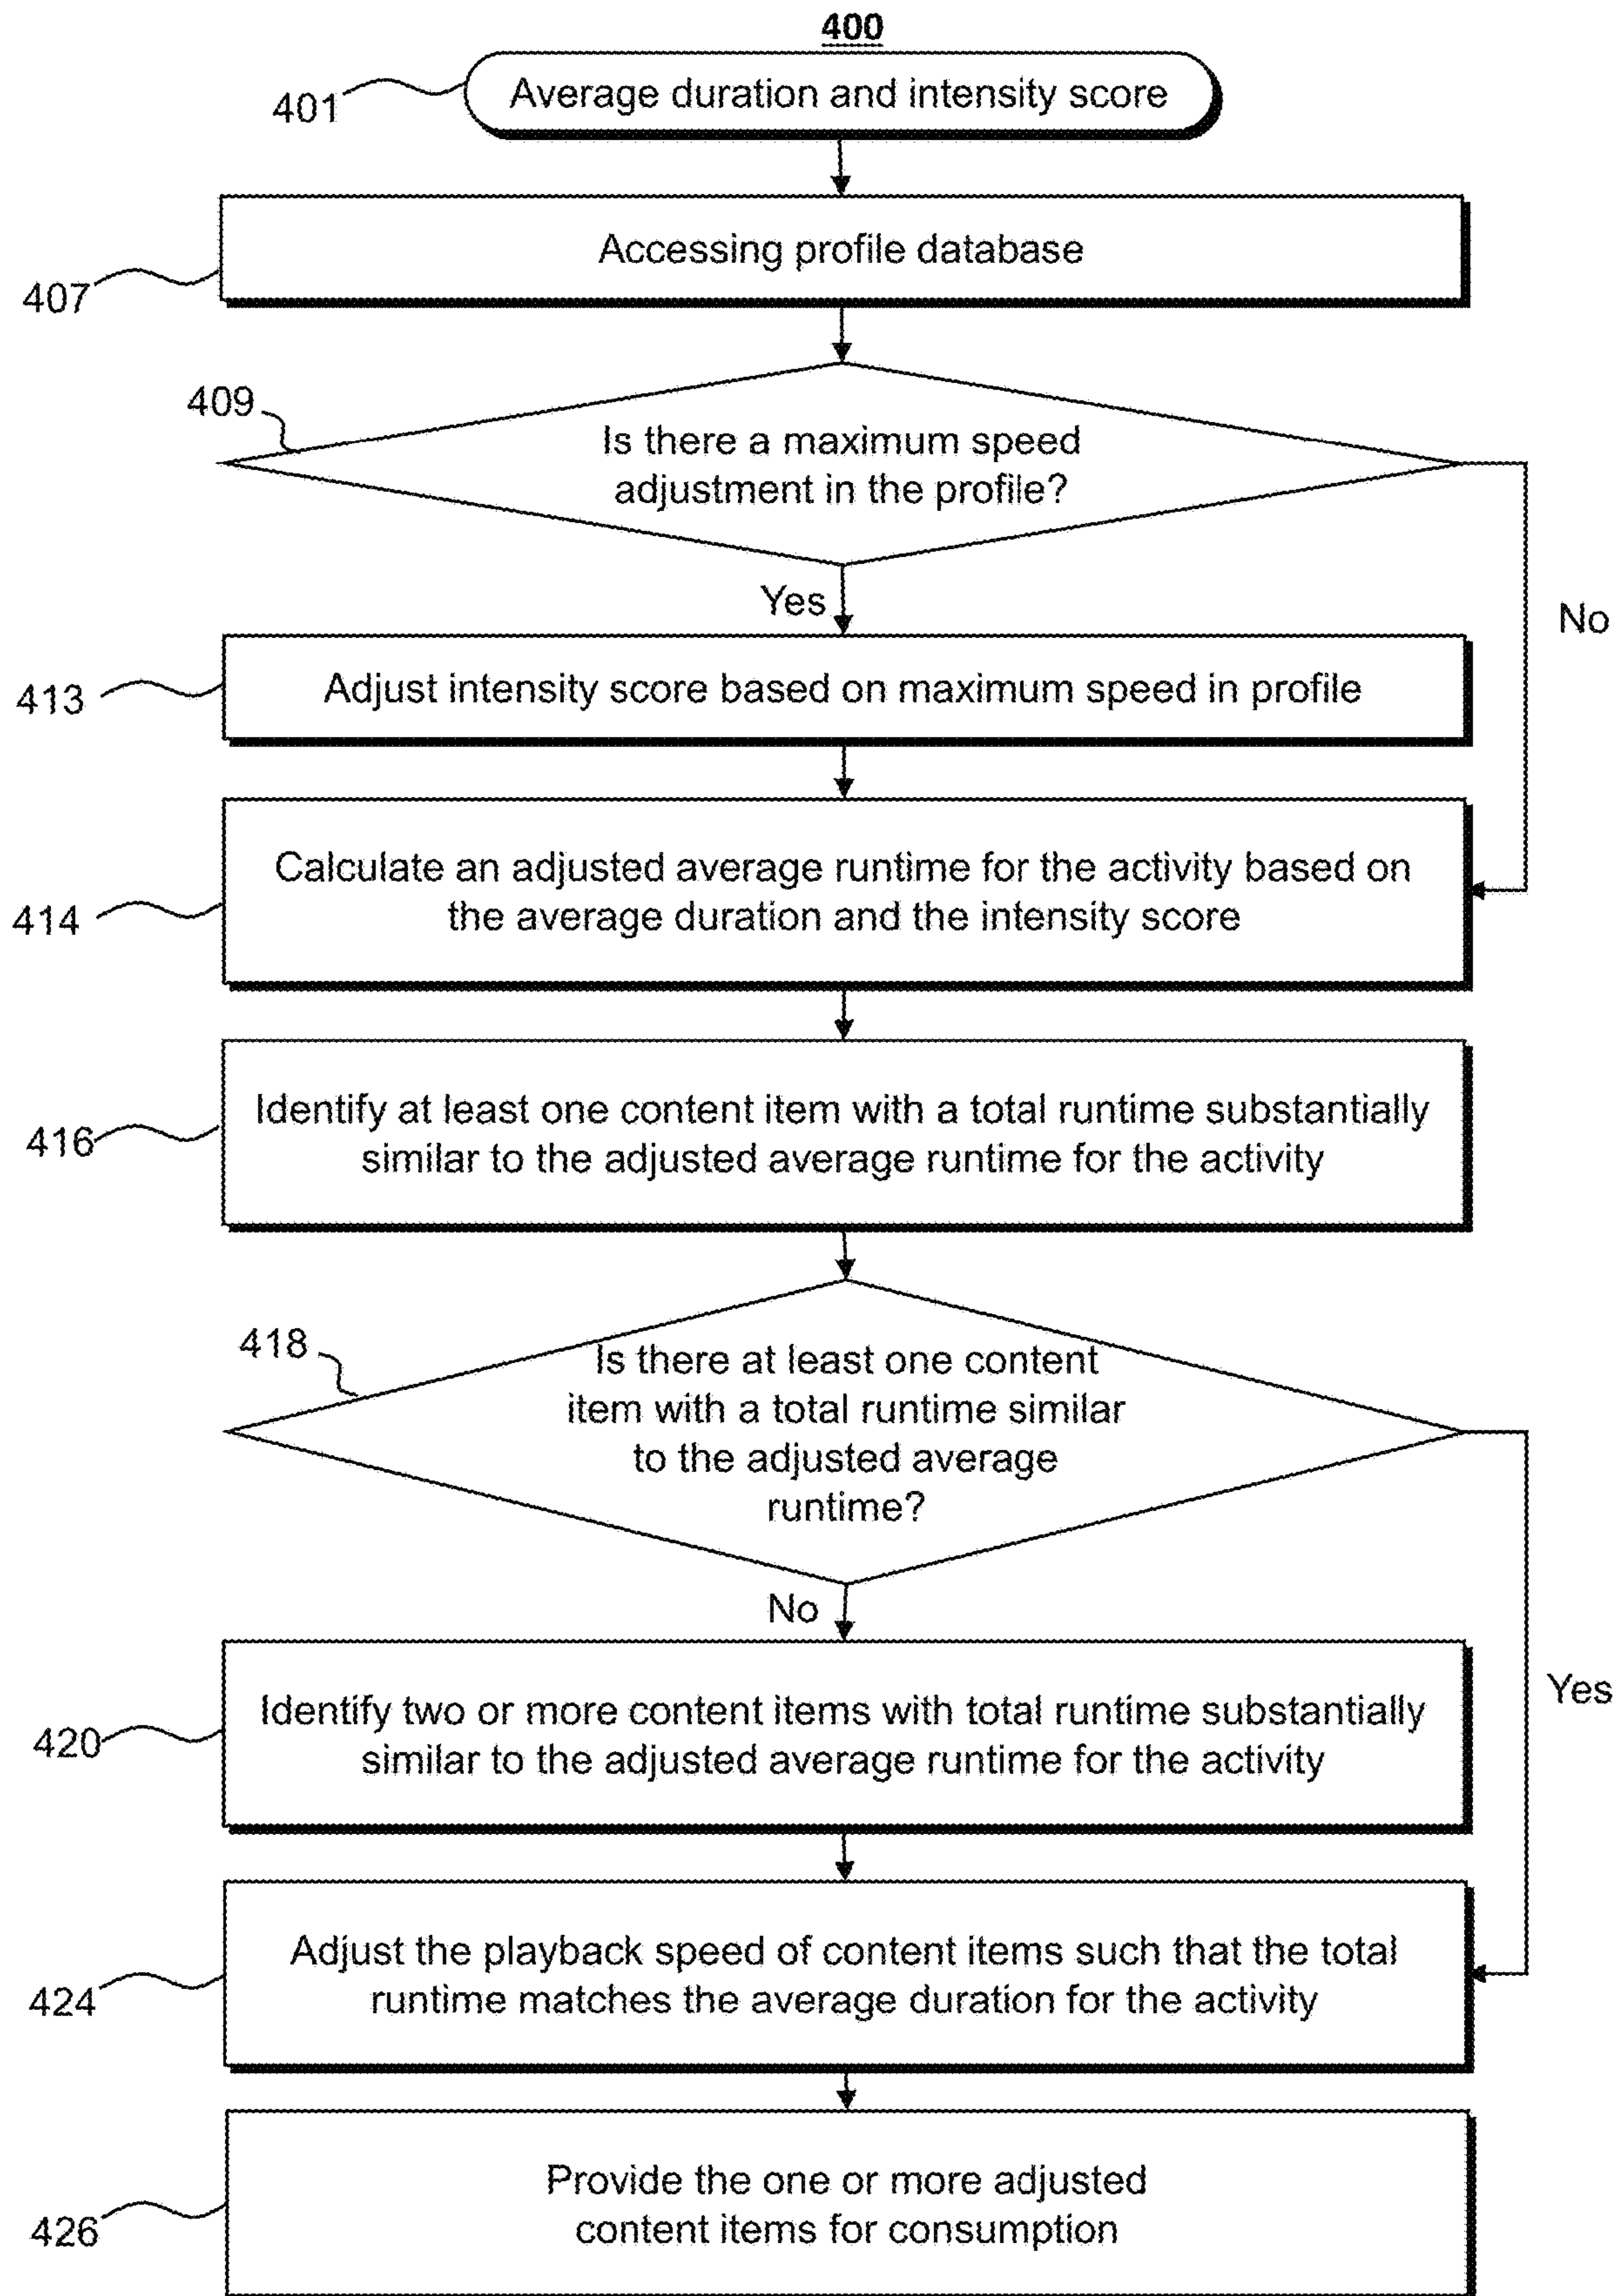 400
401
Average duration and intensity score
Accessing profile database
407
409
Is there a maximum speed
adjustment in the profile?
Yes
No
413
Adjust intensity score based on maximum speed in profile
Calculate an adjusted average runtime for the activity based on
the average duration and the intensity score
414
Identify at least one content item with a total runtime substantially
similar to the adjusted average runtime for the activity
416
418
Is there at least one content
item with a total runtime similar
to the adjusted average
runtime?
No
Yes
Identify two or more content items with total runtime substantially
similar to the adjusted average runtime for the activity
420
Adjust the playback speed of content items such that the total
runtime matches the average duration for the activity
424
Provide the one or more adjusted
content items for consumption
426